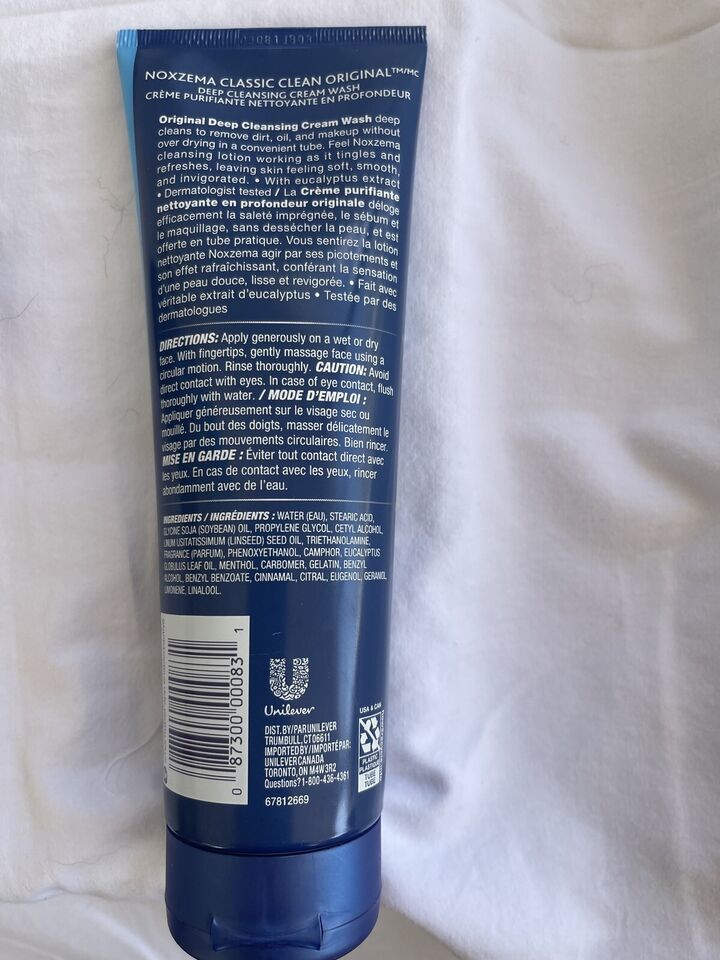 NOXZEMA CLASSIC CLEAN ORIGINAL™/MC
DEEP CLEANSING CREAM WASH
CRÈME PURIFIANTE NETTOYANTE EN PROFONDEUR
Original Deep Cleansing Cream Wash deep
cleans to remove dirt, oil, and makeup without
over drying in a convenient tube. Feel Noxzema
cleansing lotion working as it tingles and
refreshes, leaving skin feeling soft, smooth,
and invigorated. • With eucalyptus extract
• Dermatologist tested / La Crème purifiante
nettoyante en profondeur originale déloge
efficacement la saleté imprégnée, le sébum et
le maquillage, sans dessécher la peau, et est
offerte en tube pratique. Vous sentirez la lotion
nettoyante Noxzema agir par ses picotements et
son effet rafraîchissant, conférant la sensation
d'une peau douce, lisse et revigorée. • Fait avec
véritable extrait d'eucalyptus • Testée par des
dermatologues
DIRECTIONS: Apply generously on a wet or dry
face. With fingertips, gently massage face using a
circular motion. Rinse thoroughly. CAUTION: Avoid
direct contact with eyes. In case of eye contact, flush
thoroughly with water. / MODE D'EMPLOI :
Appliquer généreusement sur le visage sec ou
mouillé. Du bout des doigts, masser délicatement le
visage par des mouvements circulaires. Bien rincer.
MISE EN GARDE : Éviter tout contact direct avec
les yeux. En cas de contact avec les yeux, rincer
abondamment avec de l'eau.
INGREDIENTS / INGRÉDIENTS : WATER (EAU), STEARIC ACID,
GLYCINE SOJA (SOYBEAN) OIL, PROPYLENE GLYCOL, CETYL ALCOHOL,
LINUM USITATISSIMUM (LINSEED) SEED OIL, TRIETHANOLAMINE,
FRAGRANCE (PARFUM), PHENOXYETHANOL, CAMPHOR, EUCALYPTUS
GLOBULUS LEAF OIL, MENTHOL, CARBOMER, GELATIN, BENZYL
ALCOHOL, BENZYL BENZOATE, CINNAMAL, CITRAL, EUGENOL, GERANIOL,
LIMONENE, LINALOOL.
0 87300 00083 1
Unilever
DIST. BY/PAR UNILEVER
TRUMBULL, CT 06611
IMPORTED BY/IMPORTÉ PAR:
UNILEVER CANADA
TORONTO, ON M4W 3R2
Questions? 1-800-436-4361
67812669
USA & CAN
PLASTIC
PLASTIQUE
TUBE
TUBE